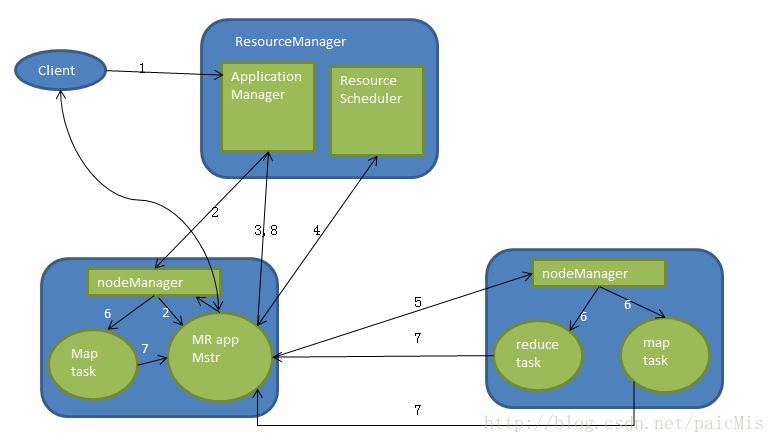 ResourceManager
Client
1
Application
Manager
Resource
Scheduler
2
3,8
4
nodeManager
nodeManager
5
6
2
6
6
7
MR app
Mstr
Map
task
7
reduce
task
map
task
7
http://blog.csdn.net/paicMis